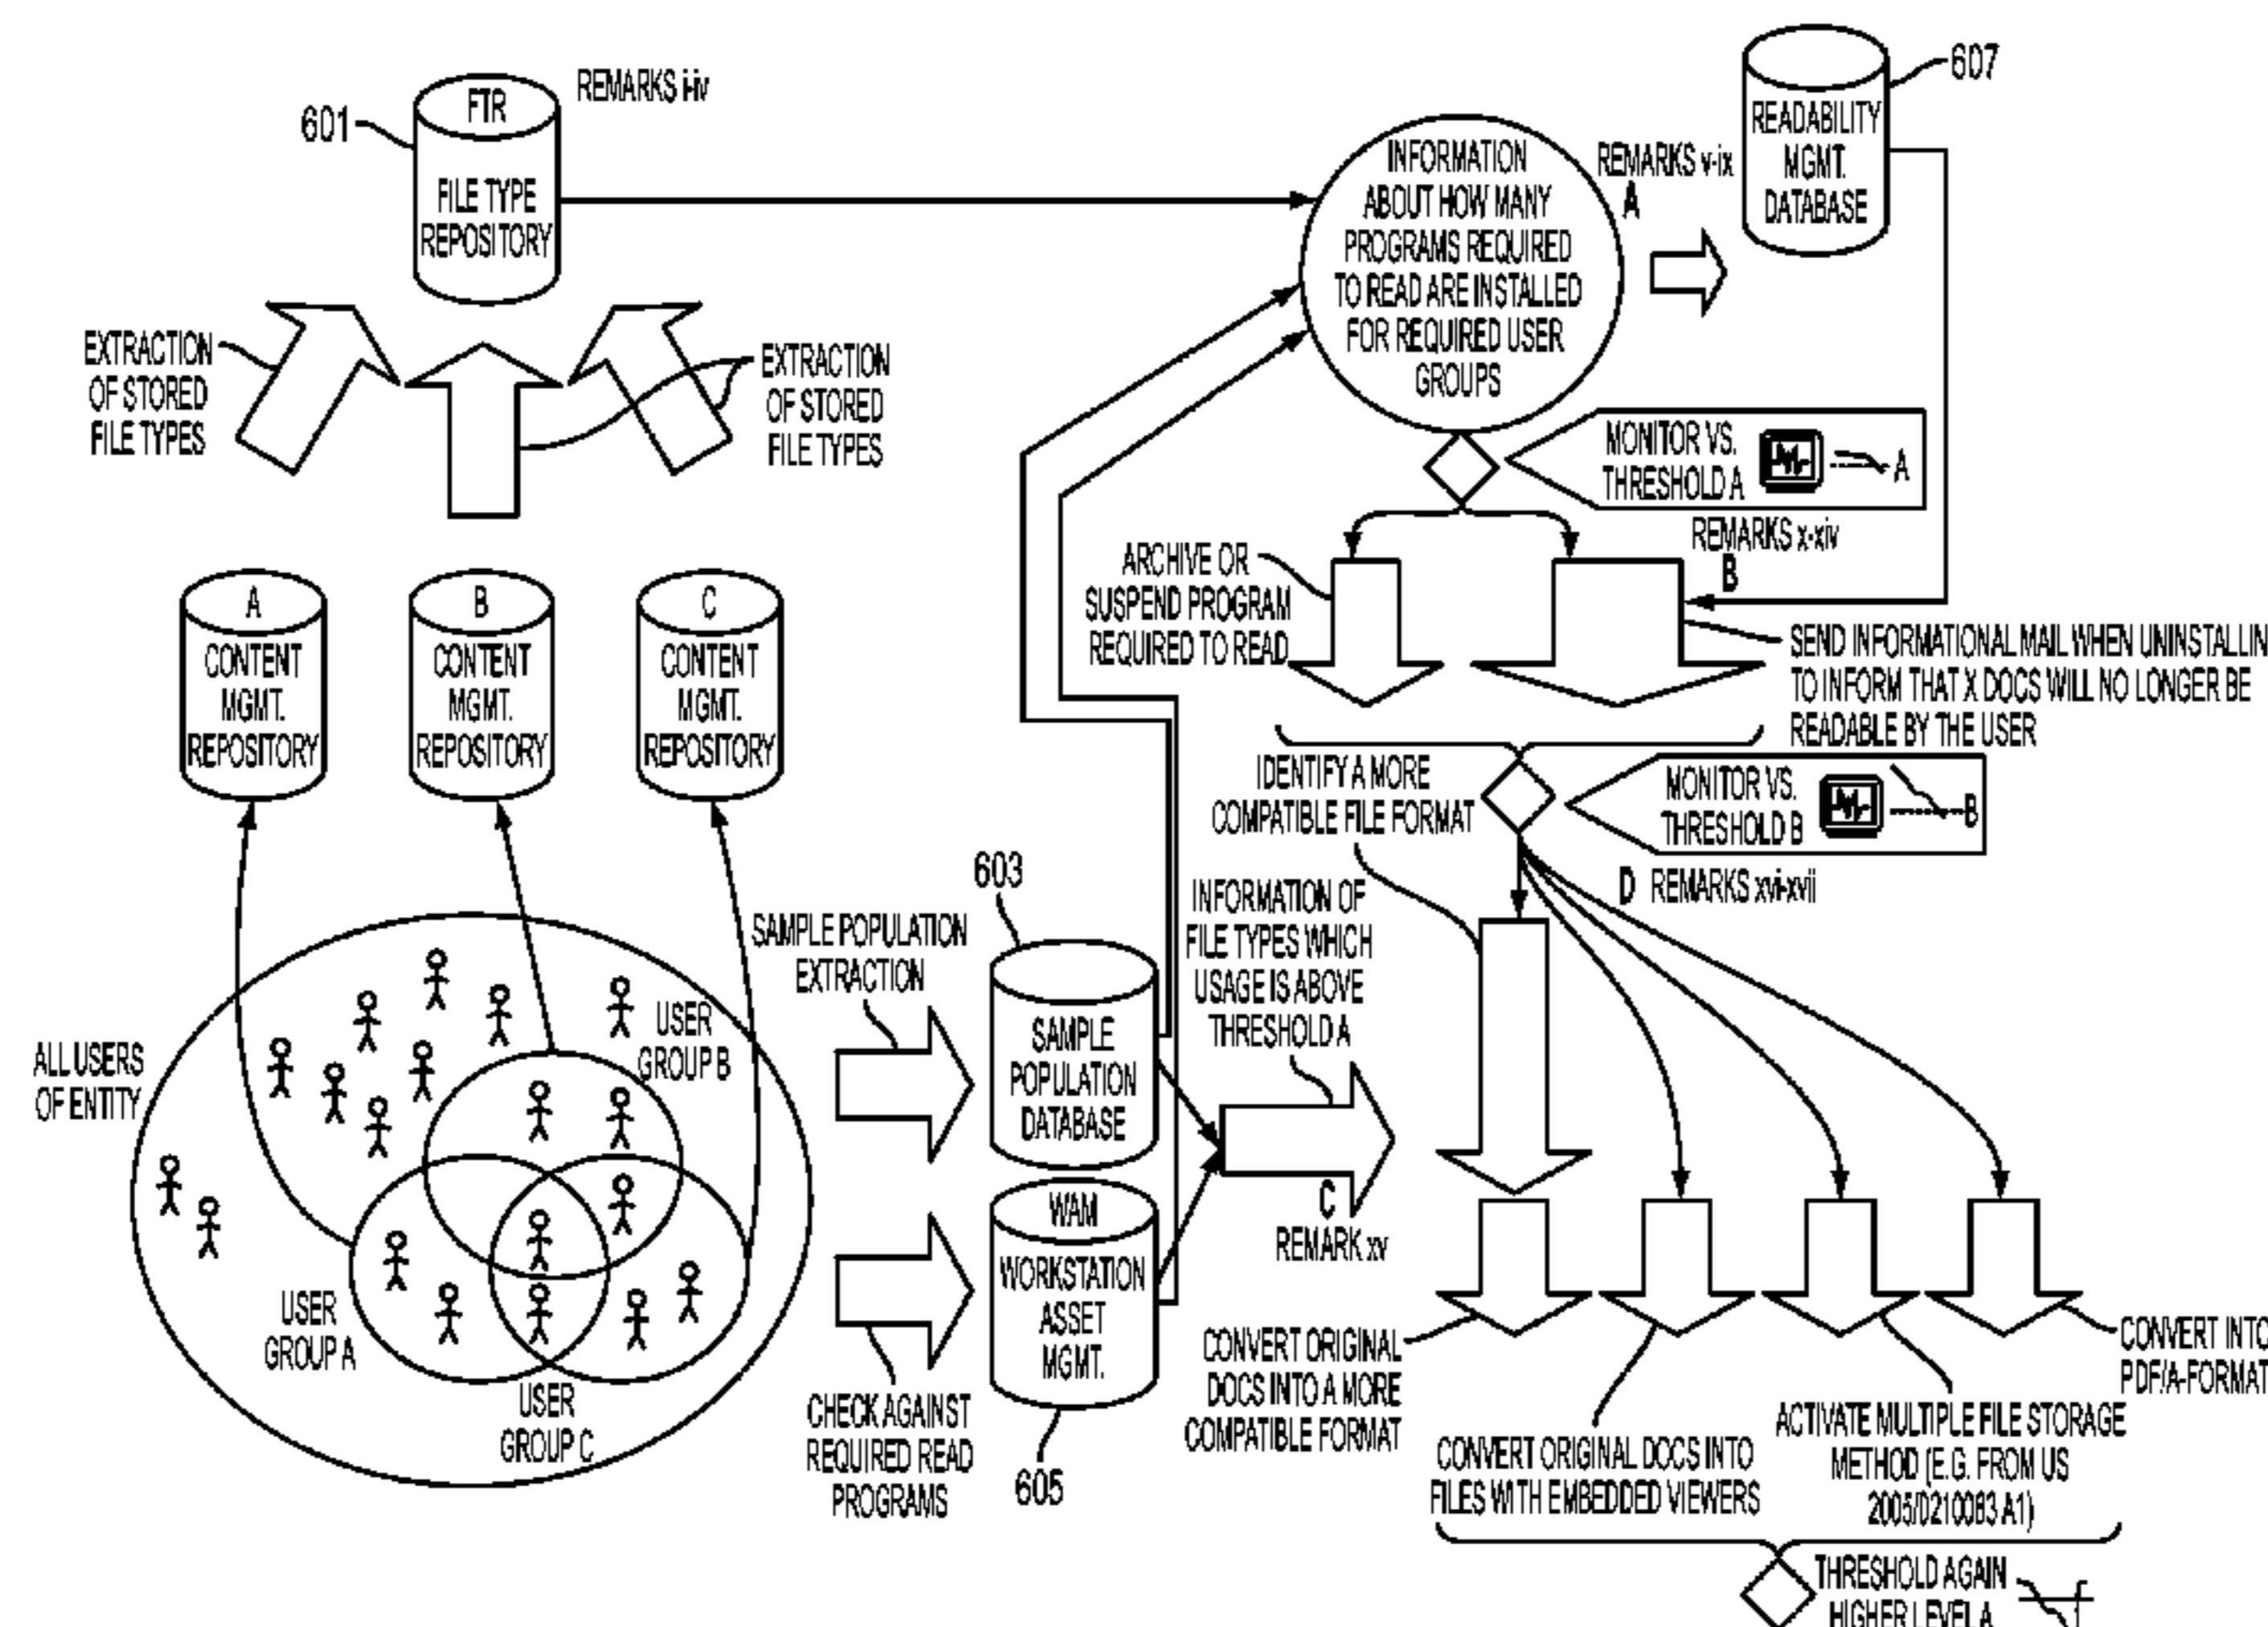 601
FTR
FILE TYPE
REPOSITORY
REMARKS i-iv
EXTRACTION
OF STORED
FILE TYPES
EXTRACTION
OF STORED
FILE TYPES
A
CONTENT
MGMT.
REPOSITORY
B
CONTENT
MGMT.
REPOSITORY
C
CONTENT
MGMT.
REPOSITORY
ALL USERS
OF ENTITY
USER
GROUP B
USER
GROUP A
USER
GROUP C
SAMPLE POPULATION
EXTRACTION
CHECK AGAINST
REQUIRED READ
PROGRAMS
603
SAMPLE
POPULATION
DATABASE
WAM
WORKSTATION
ASSET
MGMT.
605
INFORMATION OF
FILE TYPES WHICH
USAGE IS ABOVE
THRESHOLD A
C
REMARK xv
INFORMATION
ABOUT HOW MANY
PROGRAMS REQUIRED
TO READ ARE INSTALLED
FOR REQUIRED USER
GROUPS
REMARKS v-ix
A
607
READABILITY
MGMT.
DATABASE
MONITOR VS.
THRESHOLD A
A
REMARKS x-xiv
B
ARCHIVE OR
SUSPEND PROGRAM
REQUIRED TO READ
SEND INFORMATIONAL MAIL WHEN UNINSTALLIN
TO INFORM THAT X DOCS WILL NO LONGER BE
READABLE BY THE USER
IDENTIFY A MORE
COMPATIBLE FILE FORMAT
MONITOR VS.
THRESHOLD B
B
D REMARKS xvi-xvii
CONVERT ORIGINAL
DOCS INTO A MORE
COMPATIBLE FORMAT
CONVERT ORIGINAL DOCS INTO
FILES WITH EMBEDDED VIEWERS
ACTIVATE MULTIPLE FILE STORAGE
METHOD (E.G. FROM US
2005/0210083 A1)
CONVERT INTO
PDF/A-FORMAT
THRESHOLD AGAIN
HIGHER LEVEL A